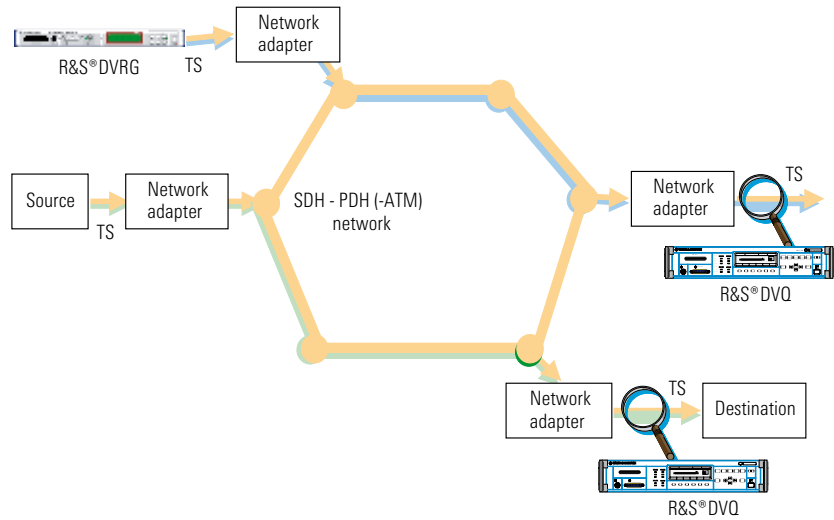 Network
adapter
R&S® DVRG
TS
Source
TS
Network
adapter
SDH - PDH (-ATM)
network
Network
adapter
TS
R&S® DVQ
Network
adapter
TS
Destination
R&S® DVQ